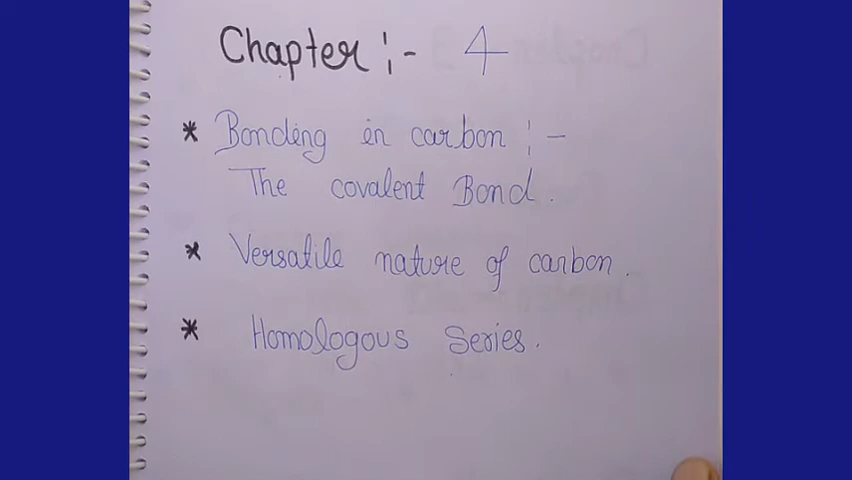 Chapter :- 4
* Bonding in carbon :-
The covalent Bond.
* Versatile nature of carbon.
* Homologous Series.